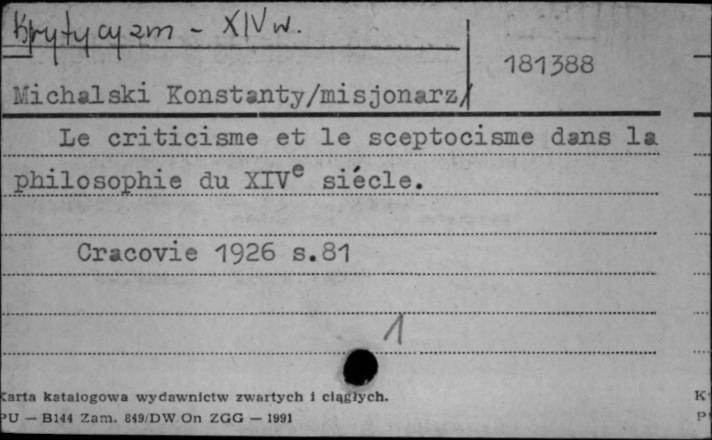 Krytycyzm - XIV w.
181388
Michalski Konstanty/misjonarz/
Le criticisme et le sceptocisme dans la
philosophie du XIVe siécle.
Cracovie 1926 s.81
1
Karta katalogowa wydawnictw zwartych i ciągłych.
PU — B144 Zam. 849/DW On ZGG — 1991